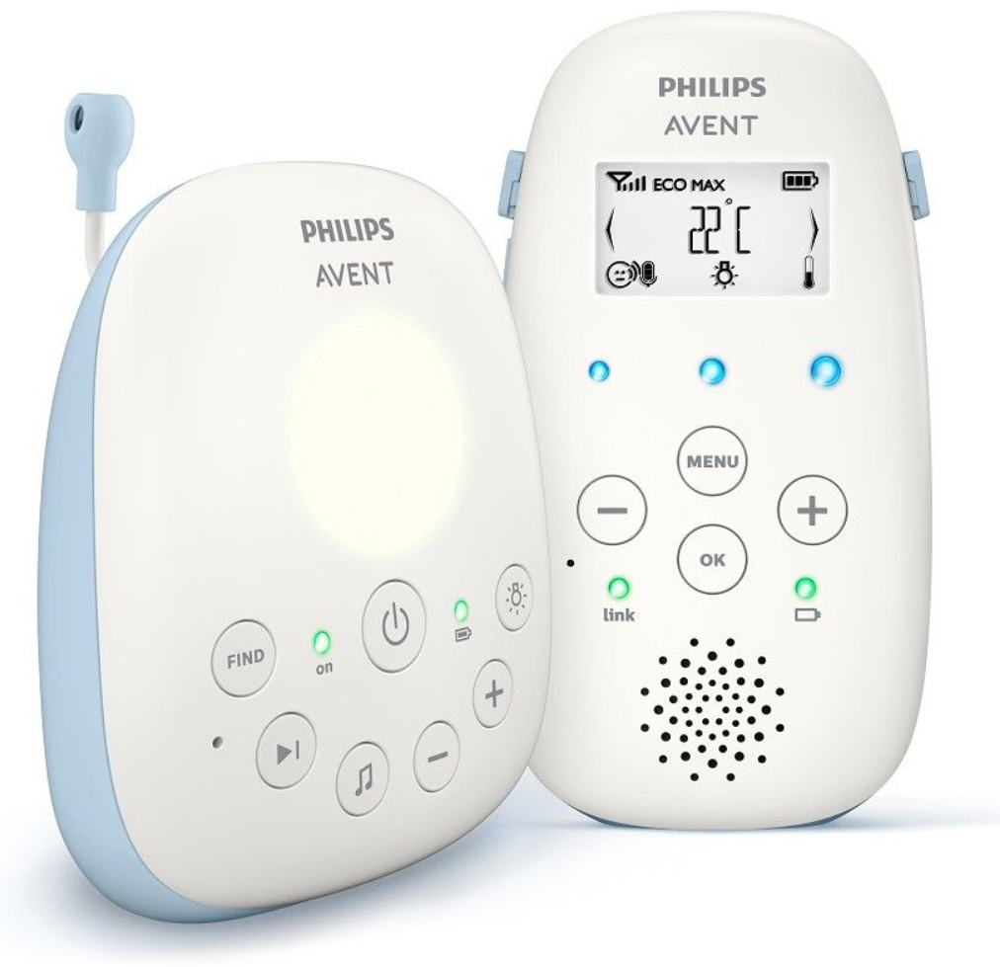 PHILIPS
AVENT
FIND
on
PHILIPS
AVENT
ECO MAX
22°C
MENU
OK
link